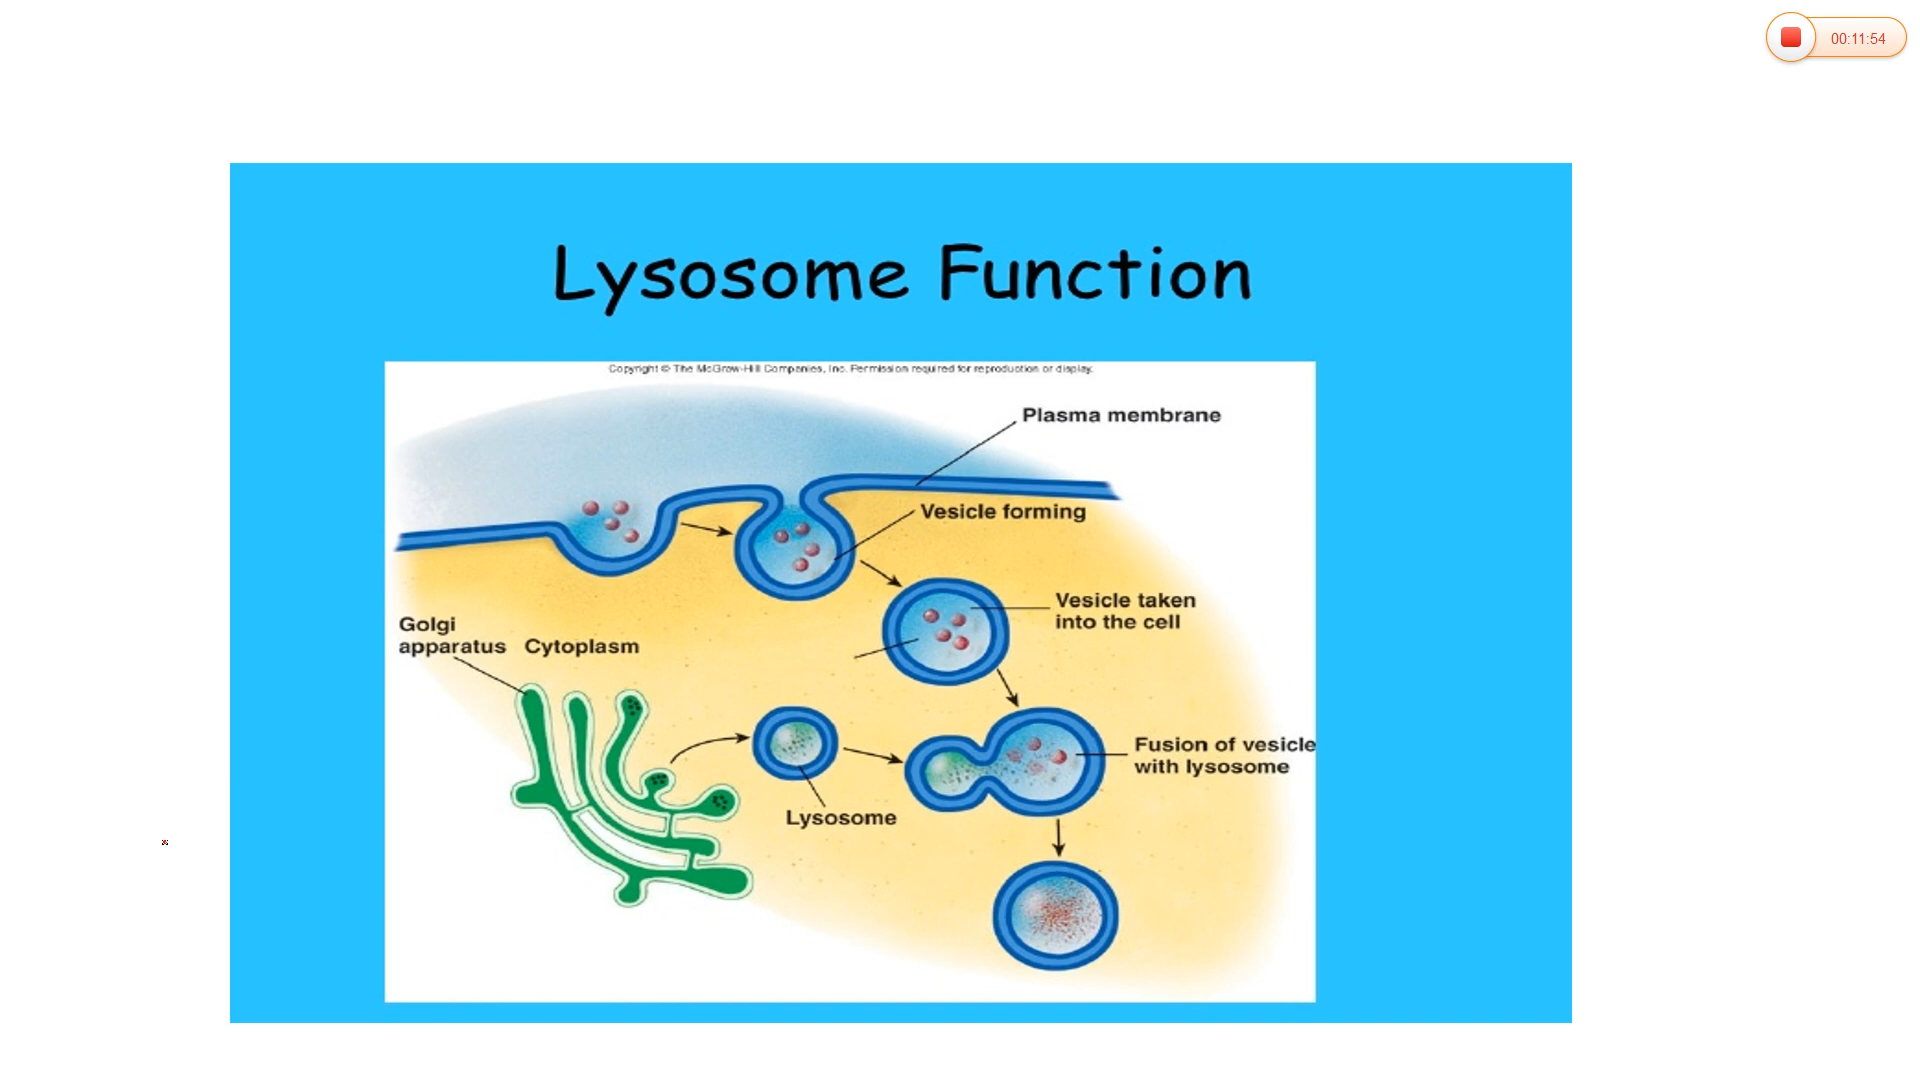 00:11:54
Lysosome Function
Copyright © The McGraw-Hill Companies, Inc. Permission required for reproduction or display.
Plasma membrane
Vesicle forming
Vesicle taken
into the cell
Golgi
apparatus
Cytoplasm
Fusion of vesicle
with lysosome
Lysosome